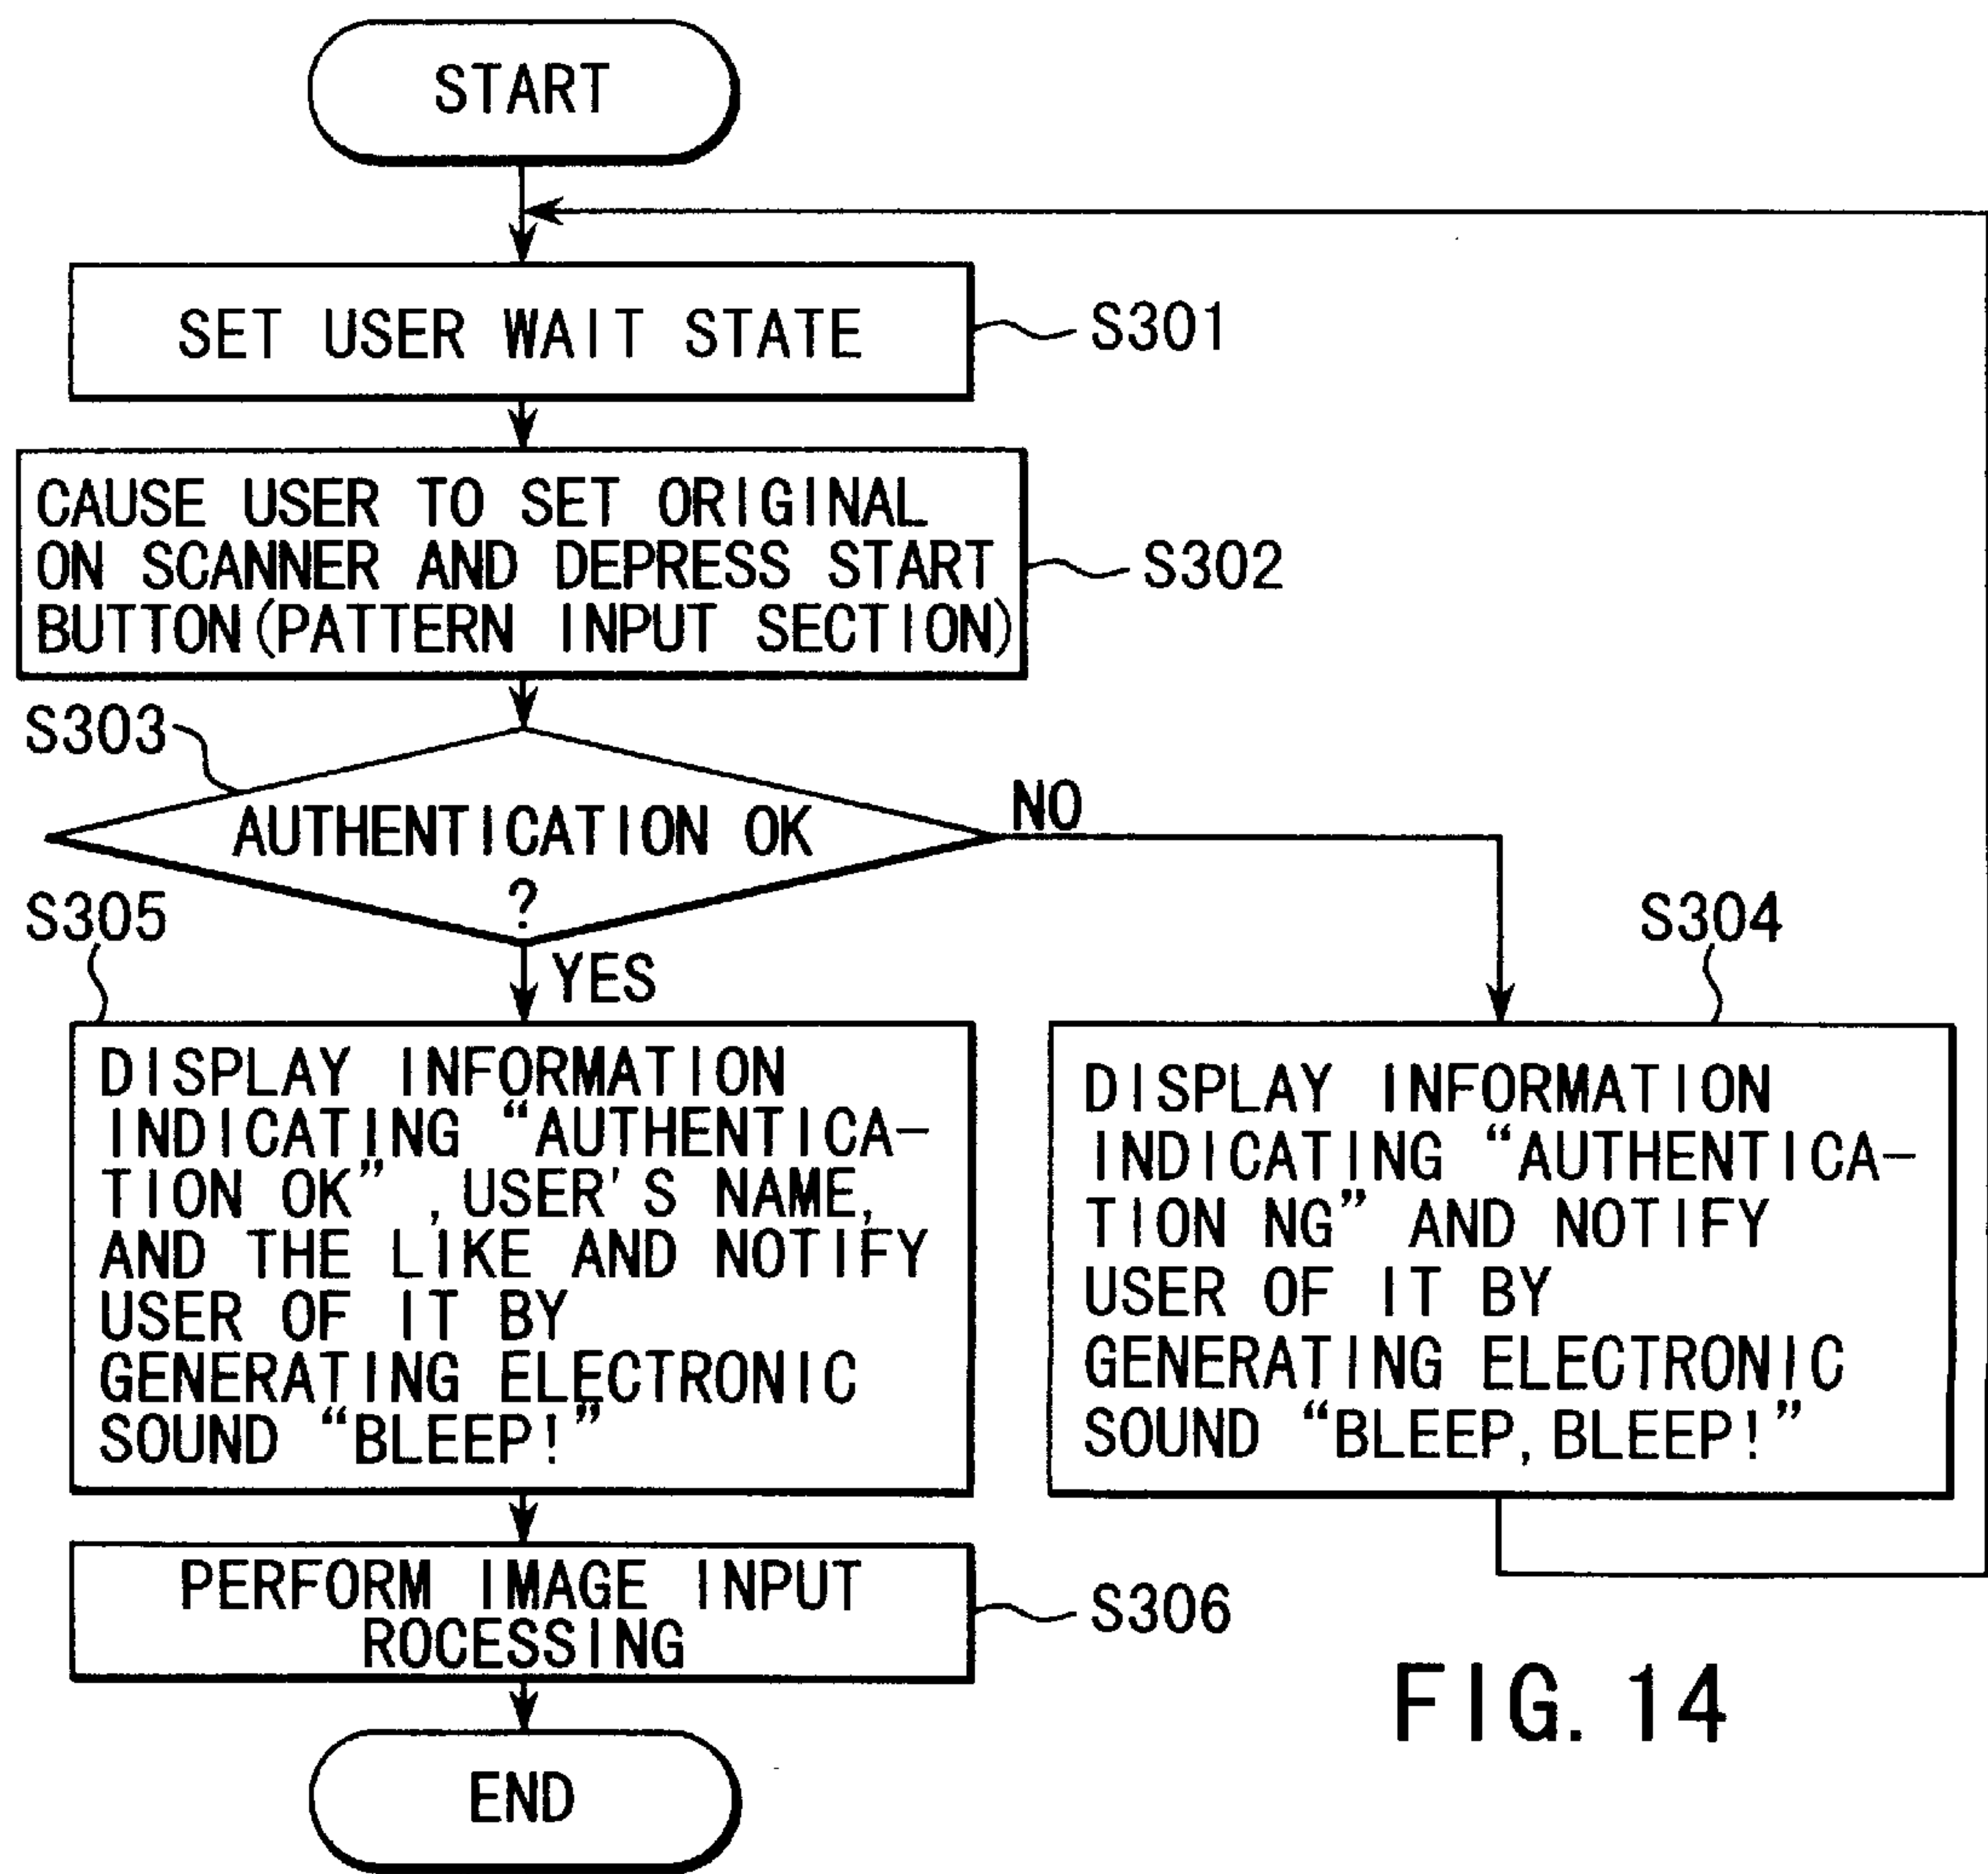 START
SET USER WAIT STATE
S301
CAUSE USER TO SET ORIGINAL
ON SCANNER AND DEPRESS START
BUTTON(PATTERN INPUT SECTION)
S302
S303
AUTHENTICATION OK
?
NO
YES
S305
DISPLAY INFORMATION
INDICATING “AUTHENTICA-
TION OK”, USER'S NAME,
AND THE LIKE AND NOTIFY
USER OF IT BY
GENERATING ELECTRONIC
SOUND “BLEEP!”
S304
DISPLAY INFORMATION
INDICATING “AUTHENTICA-
TION NG” AND NOTIFY
USER OF IT BY
GENERATING ELECTRONIC
SOUND “BLEEP, BLEEP!”
PERFORM IMAGE INPUT
ROCESSING
S306
END
FIG. 14